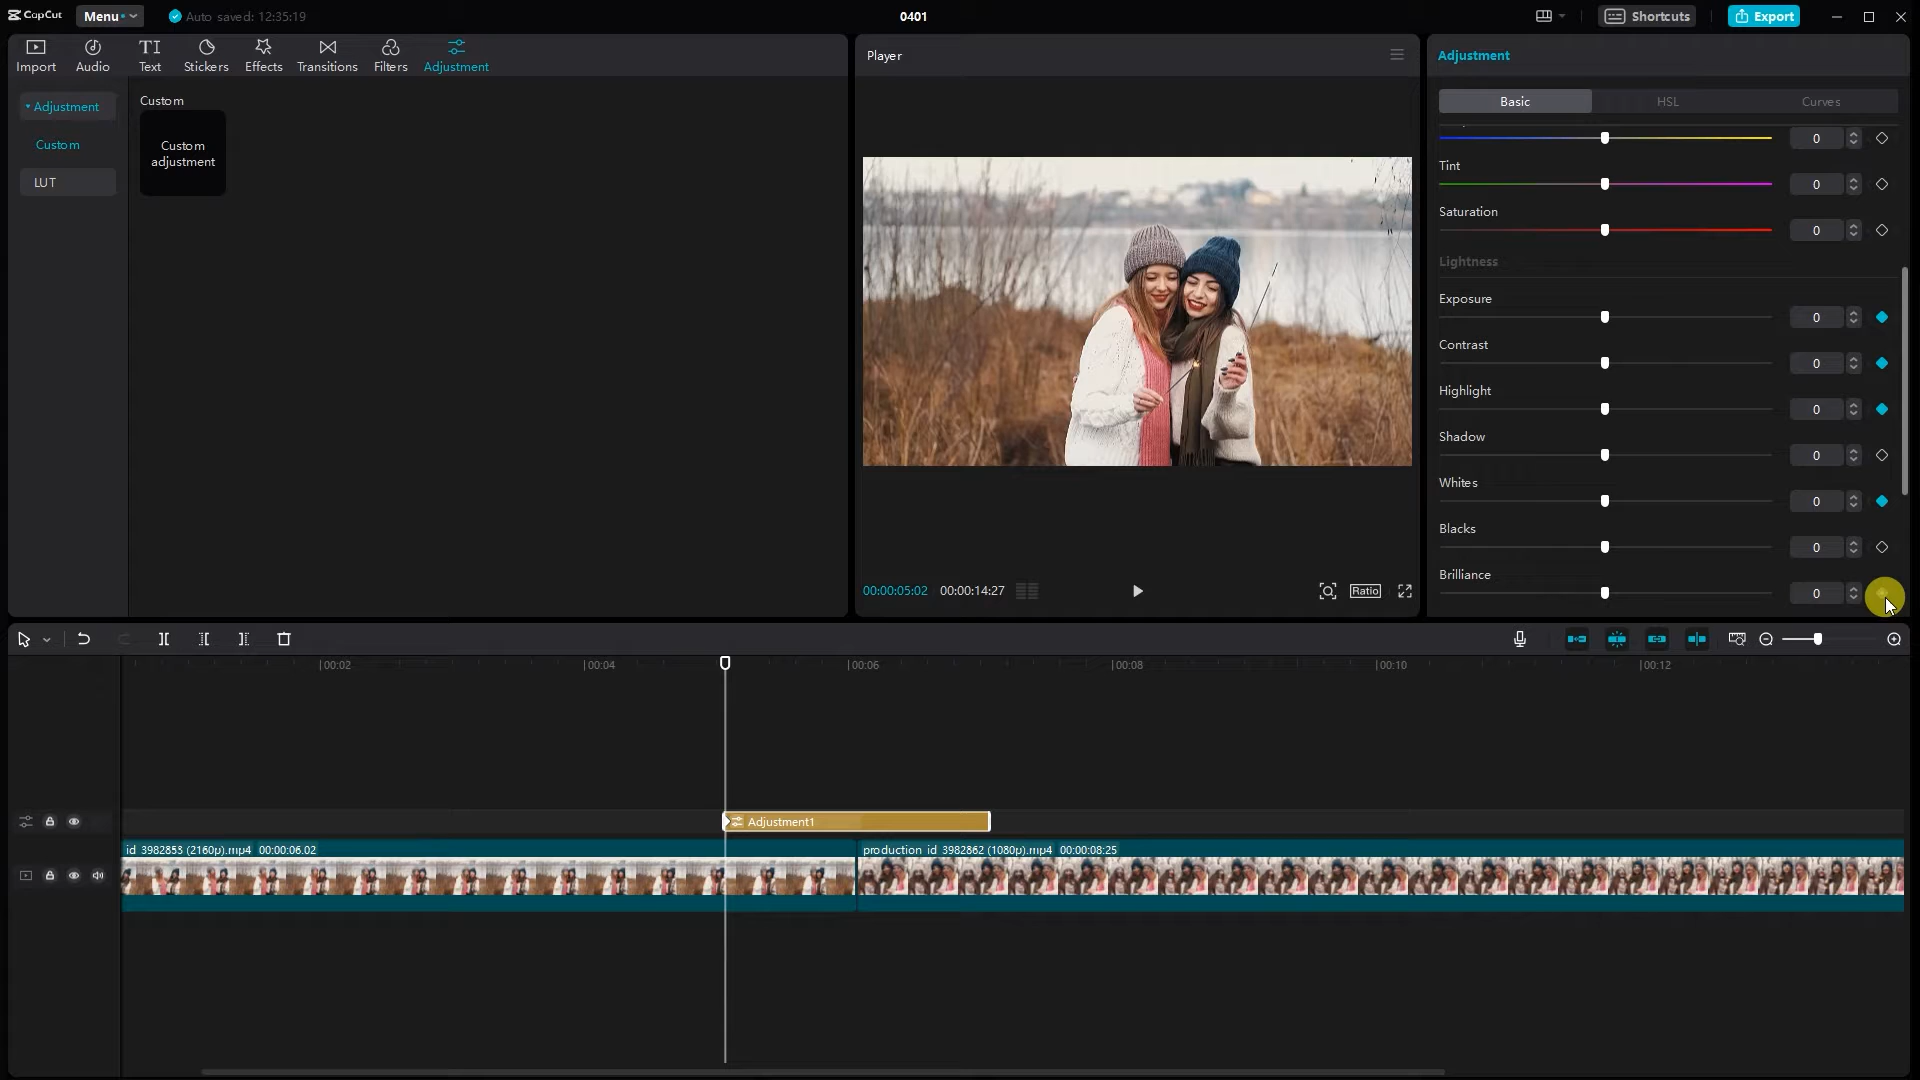 CapCut
Menu
Auto saved: 12:35:19
0401
Shortcuts
Export
Import
Audio
TI
Text
Stickers
Effects
Transitions
Filters
Adjustment
Adjustment
Custom
LUT
Custom
Custom
adjustment
Player
00:00:05:02
00:00:14:27
Ratio
Adjustment
Basic
HSL
Curves
0
Tint
0
Saturation
0
Lightness
Exposure
0
Contrast
0
Highlight
0
Shadow
0
Whites
0
Blacks
0
Brilliance
0
00:02
00:04
00:06
00:08
00:10
00:12
Adjustment1
id_3982853 (2160p).mp4 00:00:06:02
production id_3982862 (1080p).mp4 00:00:08:25